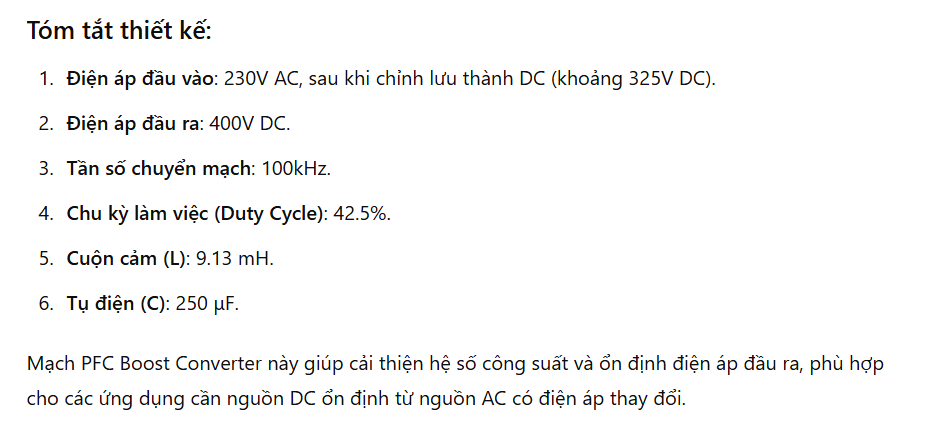 Tóm tắt thiết kế:
1. Điện áp đầu vào: 230V AC, sau khi chỉnh lưu thành DC (khoảng 325V DC).
2. Điện áp đầu ra: 400V DC.
3. Tần số chuyển mạch: 100kHz.
4. Chu kỳ làm việc (Duty Cycle): 42.5%.
5. Cuộn cảm (L): 9.13 mH.
6. Tụ điện (C): 250 μF.
Mạch PFC Boost Converter này giúp cải thiện hệ số công suất và ổn định điện áp đầu ra, phù hợp
cho các ứng dụng cần nguồn DC ổn định từ nguồn AC có điện áp thay đổi.